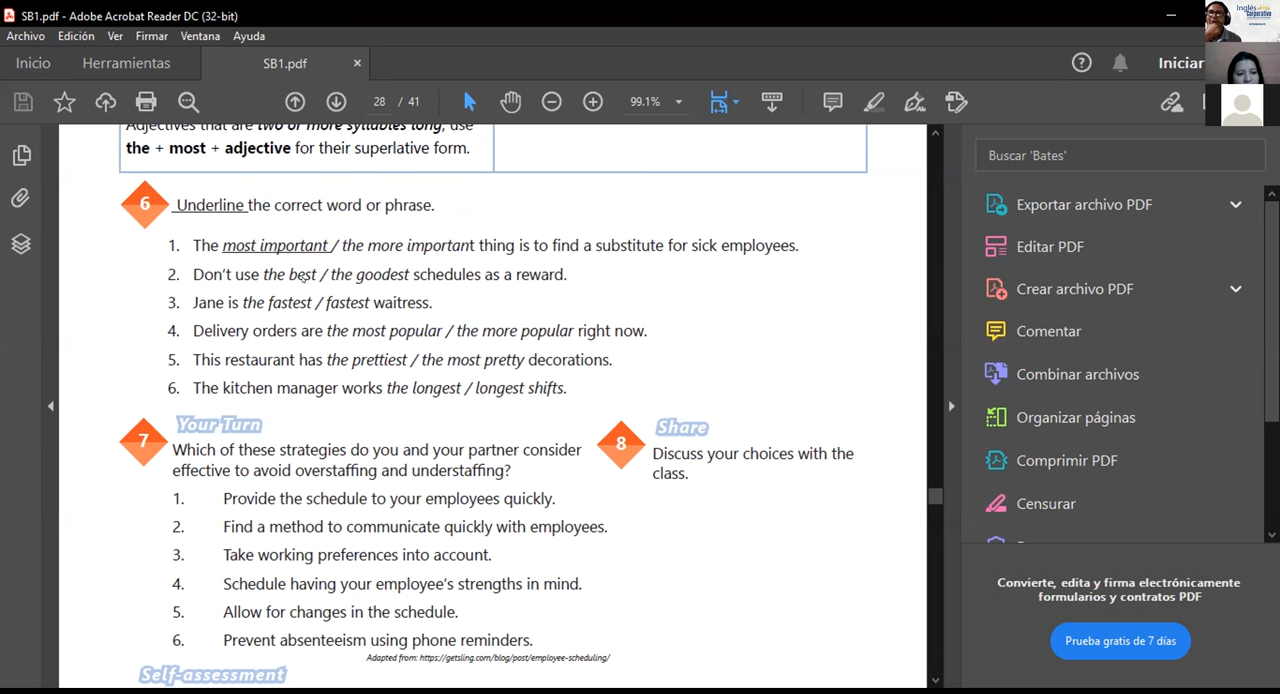 SB1.pdf - Adobe Acrobat Reader DC (32-bit)
Archivo Edición Ver Firmar Ventana Ayuda
Inicio Herramientas SB1.pdf × Iniciar
28 / 41 99.1%
Adjectives that are two or more syllables long, use
the + most + adjective for their superlative form.
6 Underline the correct word or phrase.
1. The most important / the more important thing is to find a substitute for sick employees.
2. Don't use the best / the goodest schedules as a reward.
3. Jane is the fastest / fastest waitress.
4. Delivery orders are the most popular / the more popular right now.
5. This restaurant has the prettiest / the most pretty decorations.
6. The kitchen manager works the longest / longest shifts.
7 Your Turn
Which of these strategies do you and your partner consider
effective to avoid overstaffing and understaffing?
1. Provide the schedule to your employees quickly.
2. Find a method to communicate quickly with employees.
3. Take working preferences into account.
4. Schedule having your employee's strengths in mind.
5. Allow for changes in the schedule.
6. Prevent absenteeism using phone reminders.
Adapted from: https://getsling.com/blog/post/employee-scheduling/
8 Share
Discuss your choices with the
class.
Self-assessment
Buscar 'Bates'
Exportar archivo PDF
Editar PDF
Crear archivo PDF
Comentar
Combinar archivos
Organizar páginas
Comprimir PDF
Censurar
Convierte, edita y firma electrónicamente
formularios y contratos PDF
Prueba gratis de 7 días
Inglés
Corporativo